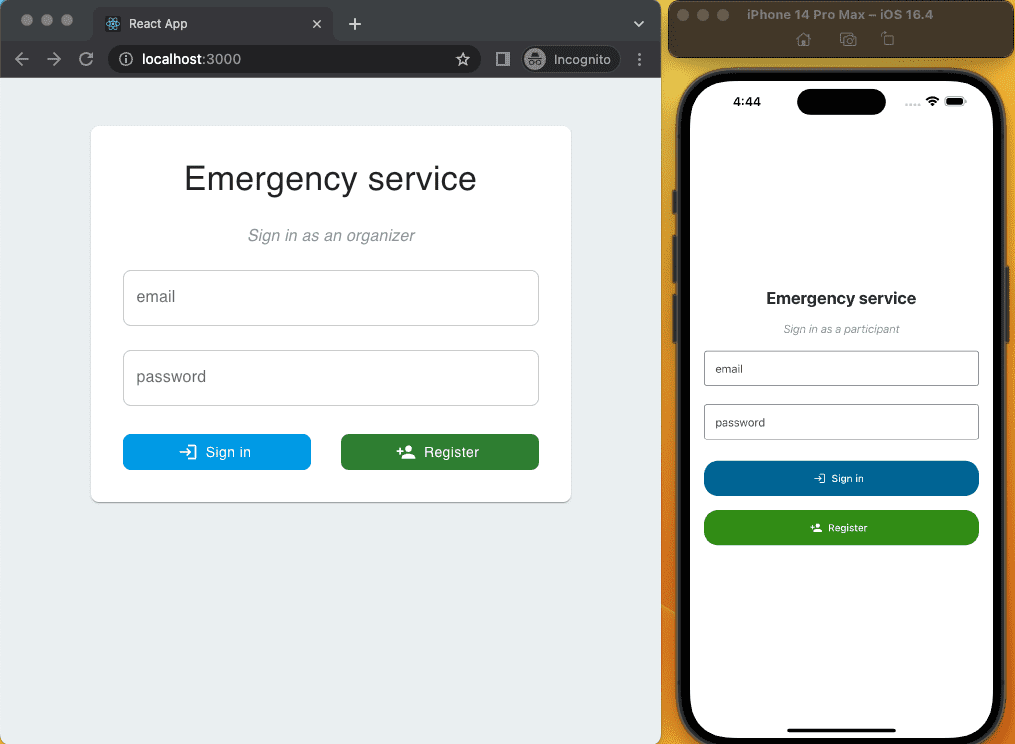 React App
localhost:3000
Incognito
Emergency service
Sign in as an organizer
email
password
Sign in
Register
iPhone 14 Pro Max – iOS 16.4
4:44
Emergency service
Sign in as a participant
email
password
Sign in
Register